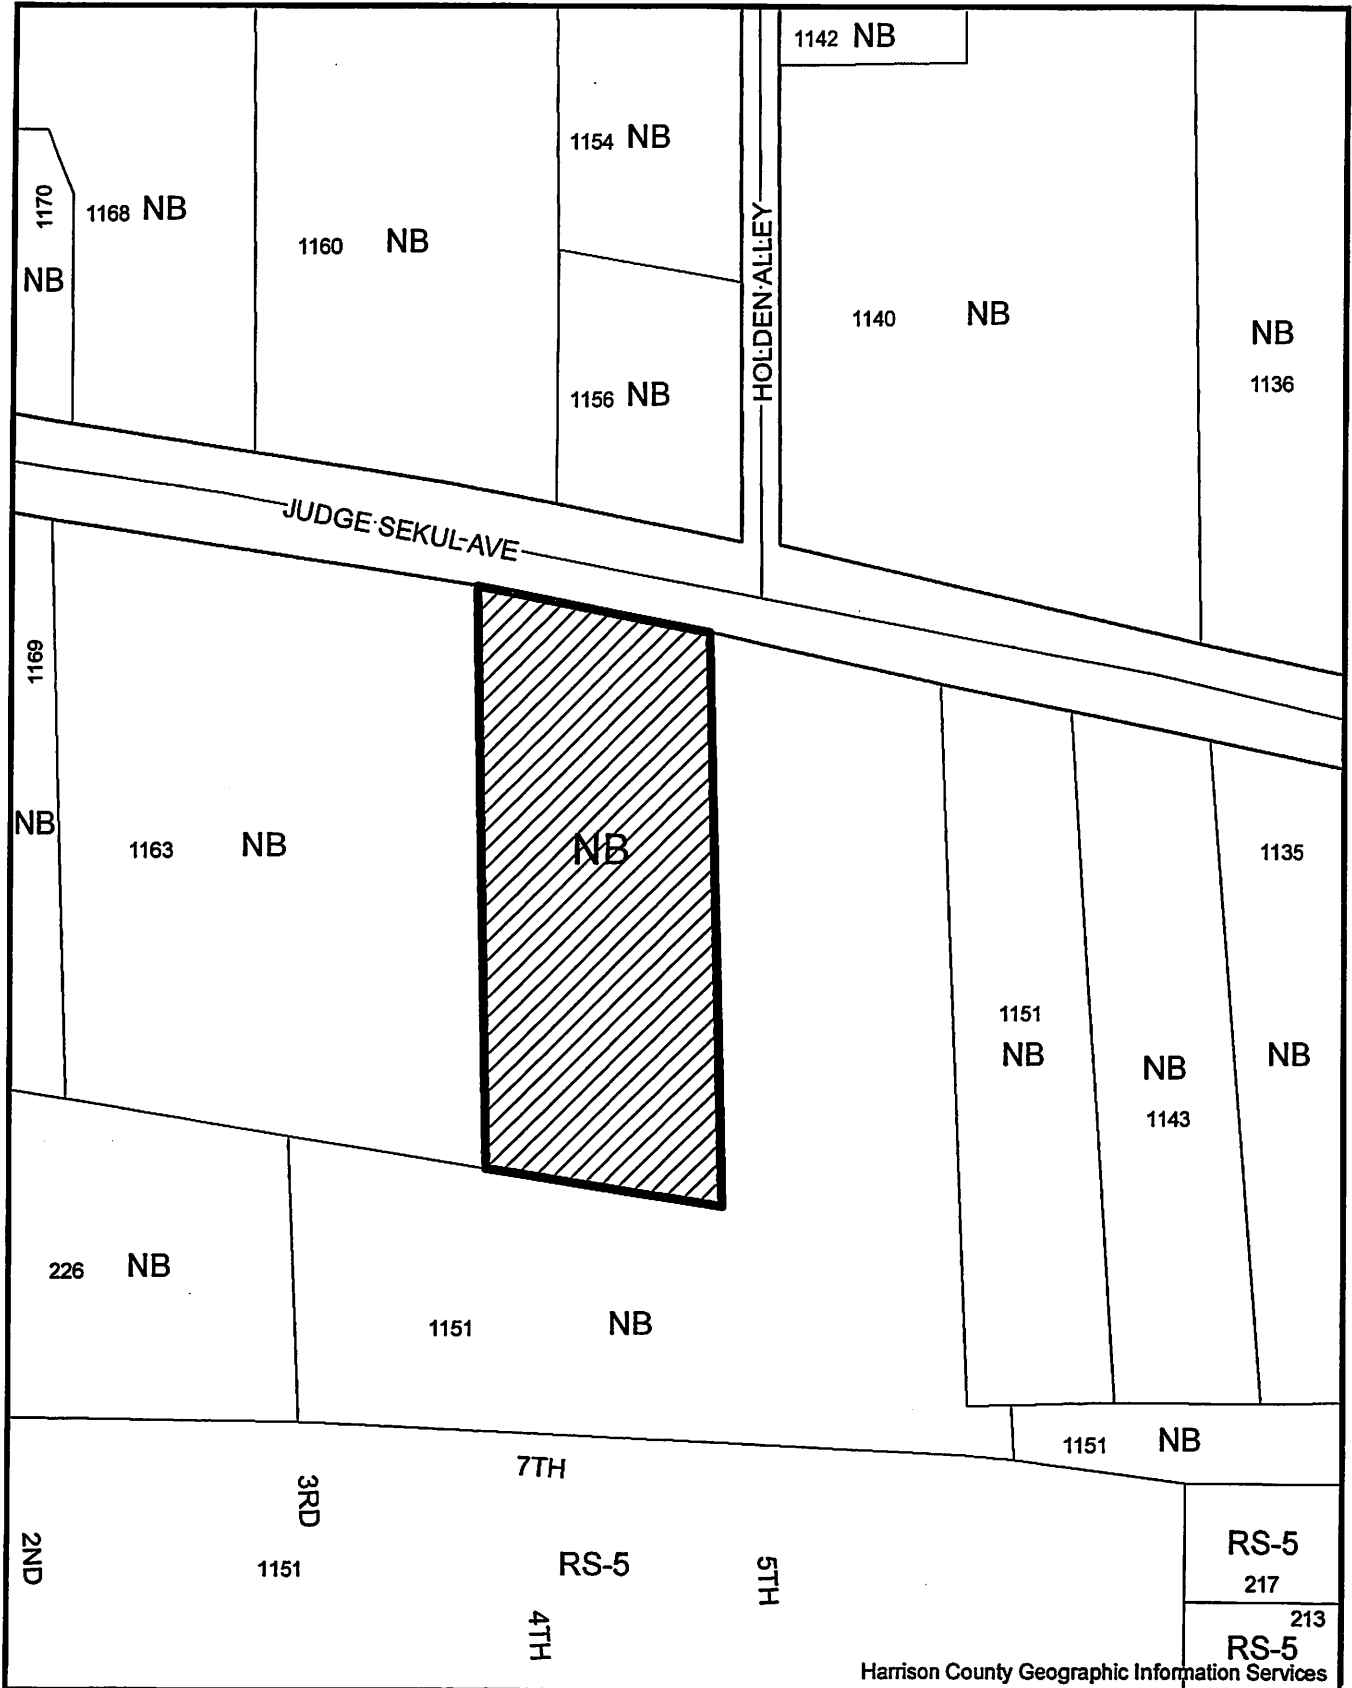 1142 NB
1154 NB
1170
NB
1168 NB
1160 NB
HOLDEN ALLEY
1140 NB
NB
1136
1156 NB
JUDGE SEKUL AVE
1169
NB
1163 NB
NB
1135
NB
1151
NB
NB
1143
226 NB
1151 NB
1151 NB
7TH
3RD
2ND
1151
RS-5
5TH
4TH
RS-5
217
213
RS-5
Harrison County Geographic Information Services